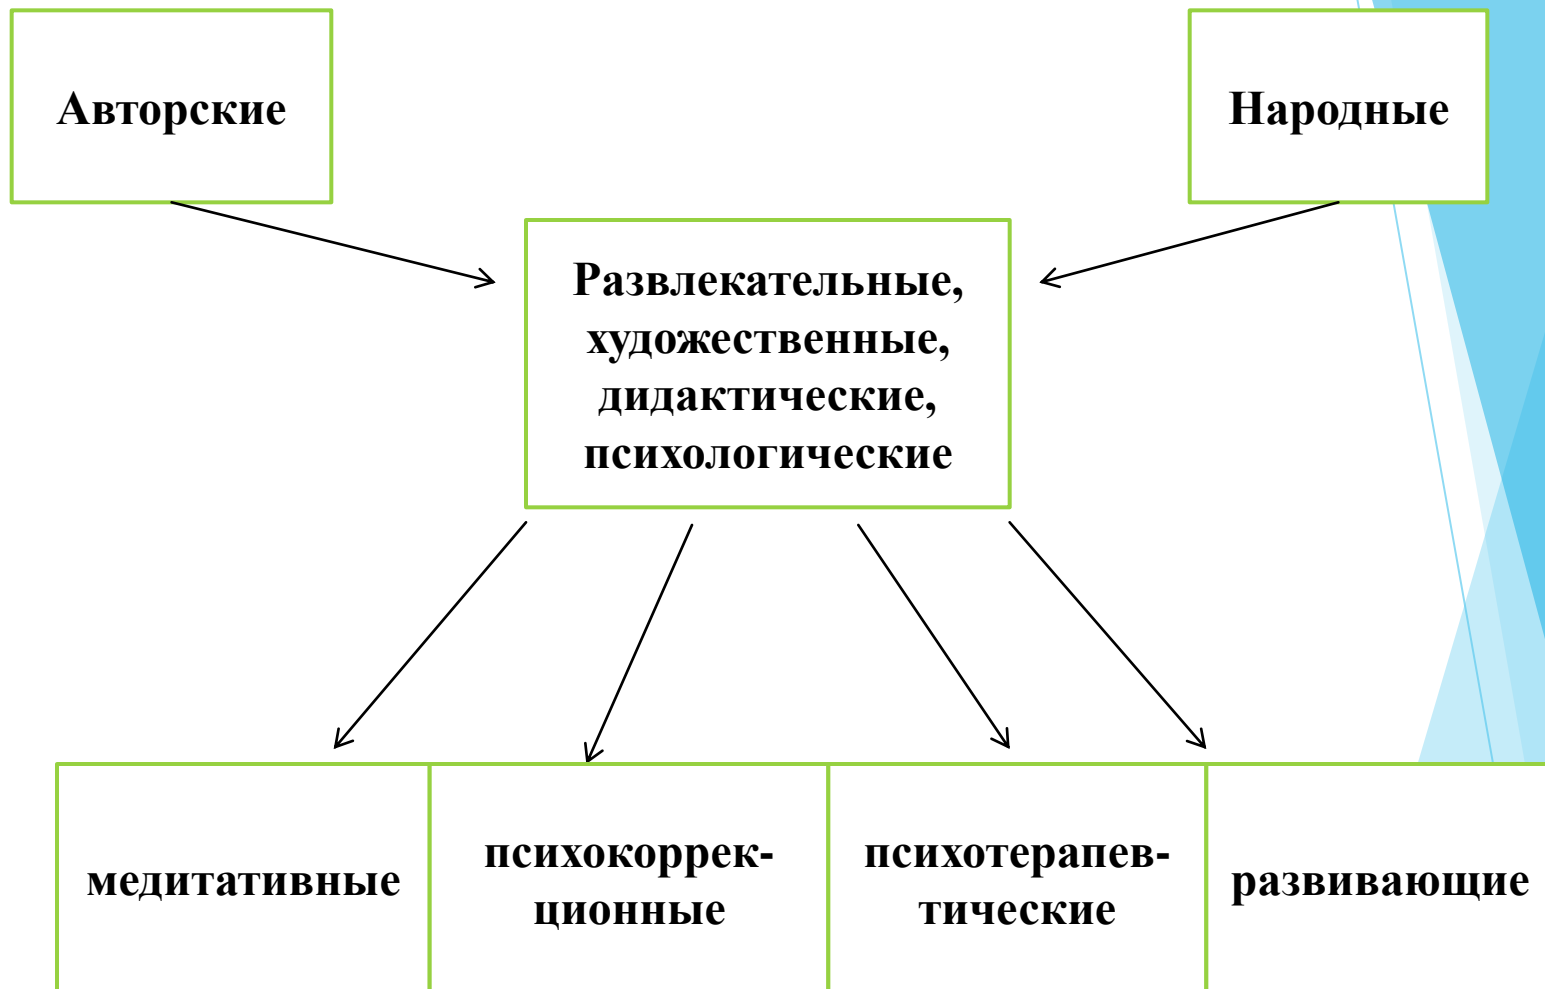 Авторские
Народные
Развлекательные,
художественные,
дидактические,
психологические
медитативные
психокоррек-
ционные
психотерапев-
тические
развивающие